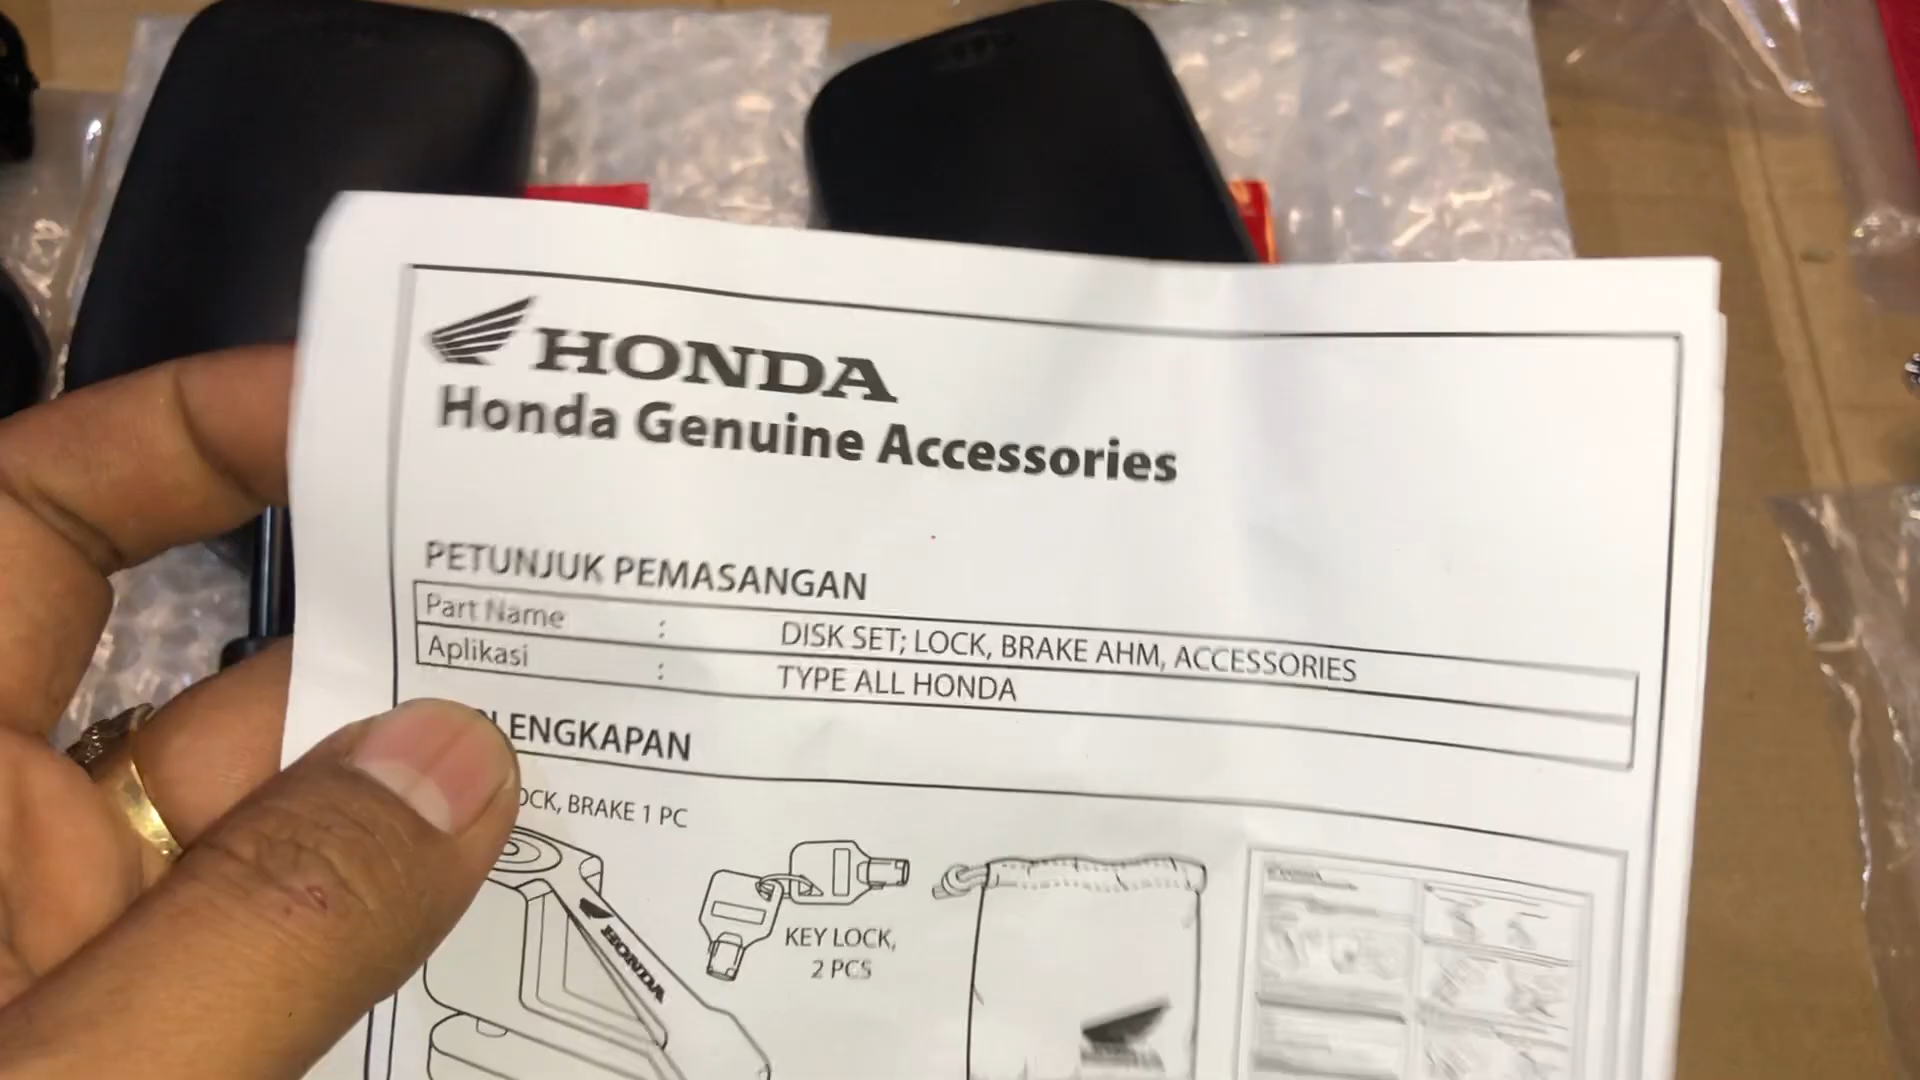 HONDA
Honda Genuine Accessories
PETUNJUK PEMASANGAN
Part Name : DISK SET; LOCK, BRAKE AHM, ACCESSORIES
Aplikasi : TYPE ALL HONDA
LENGKAPAN
OCK, BRAKE 1 PC
HONDA
KEY LOCK,
2 PCS